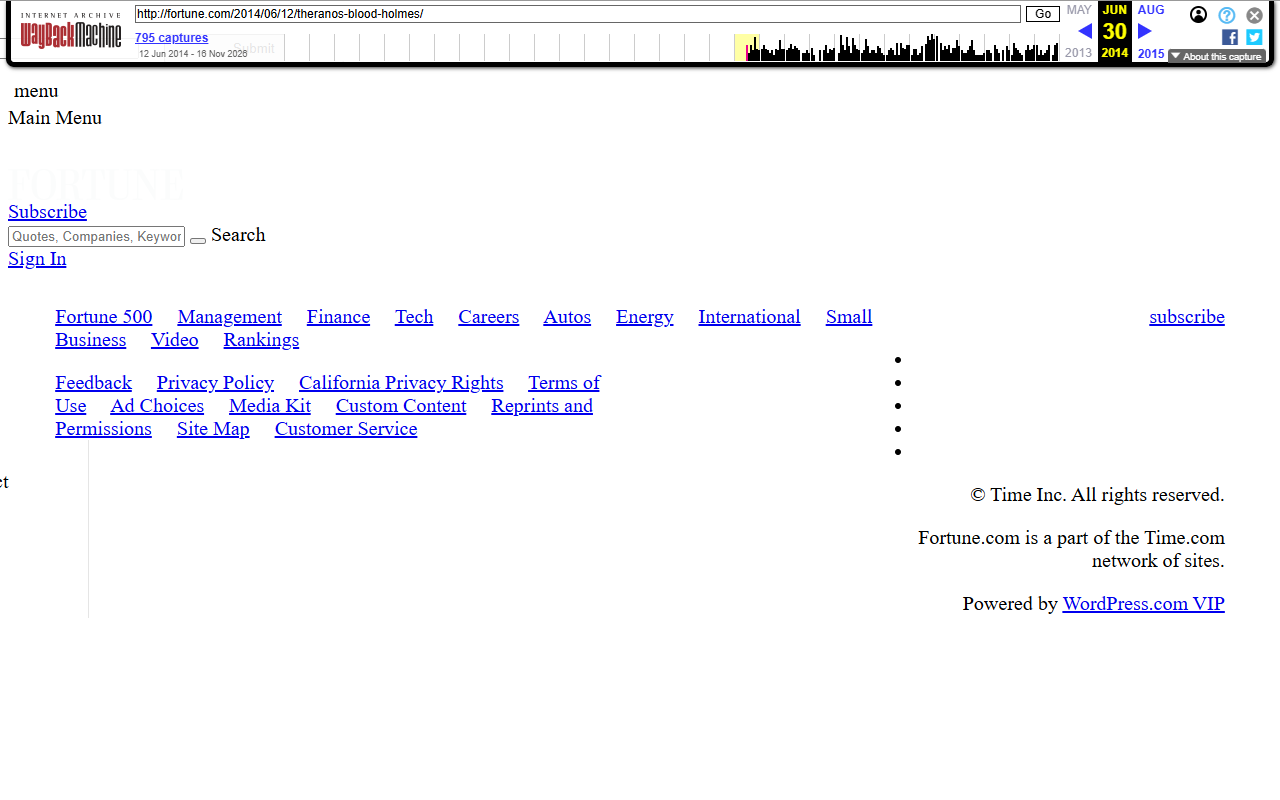 INTERNET ARCHIVE
WayBackMachine
http://fortune.com/2014/06/12/theranos-blood-holmes/
Go
MAY JUN AUG
795 captures
Submit
30
12 Jun 2014 - 16 Nov 2026
2013 2014 2015
About this capture
menu
Main Menu
FORTUNE
Subscribe
Quotes, Companies, Keywor
Search
Sign In
Fortune 500 Management Finance Tech Careers Autos Energy International Small
Business Video Rankings
subscribe
Feedback Privacy Policy California Privacy Rights Terms of
Use Ad Choices Media Kit Custom Content Reprints and
Permissions Site Map Customer Service
ct
© Time Inc. All rights reserved.
Fortune.com is a part of the Time.com
network of sites.
Powered by WordPress.com VIP